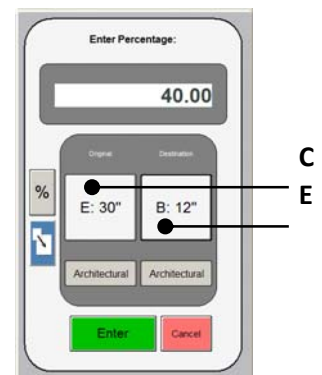 Enter Percentage:
40.00
Original Destination
C
% E: 30" B: 12" E
Architectural Architectural
Enter Cancel